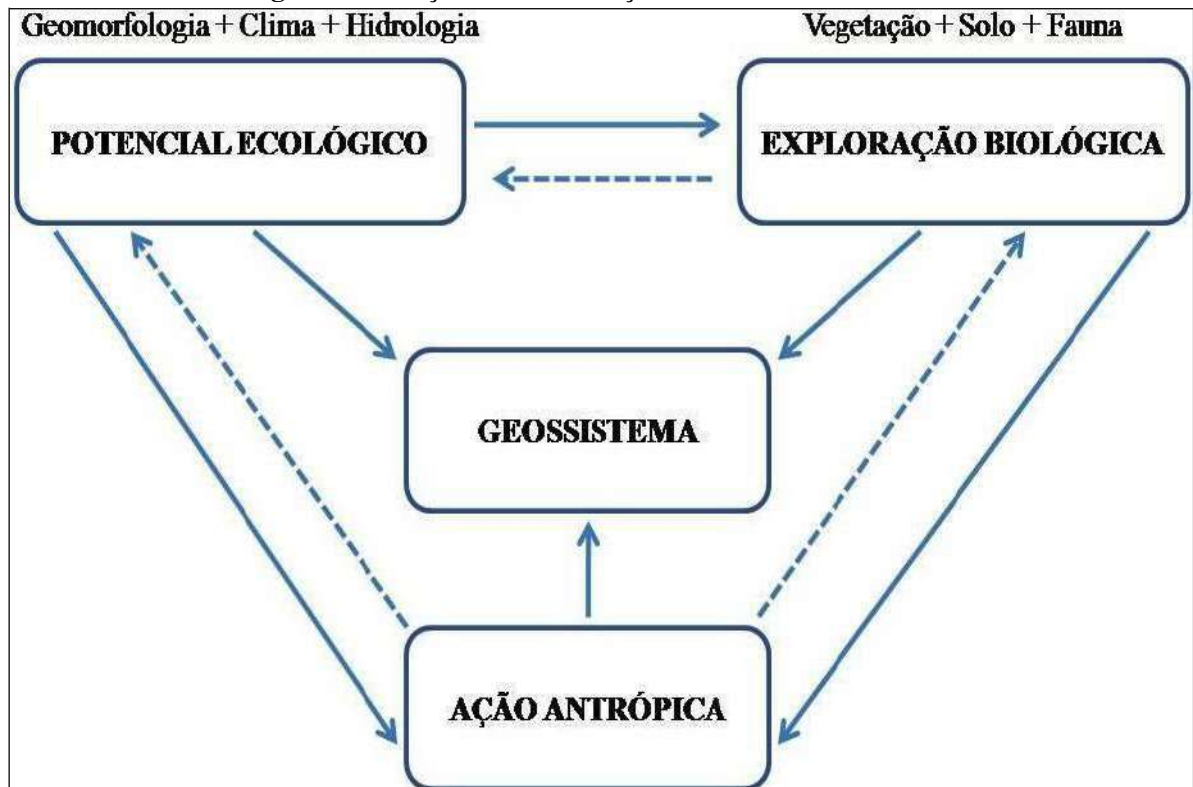 Geomorfologia + Clima + Hidrologia
Vegetação + Solo + Fauna
POTENCIAL ECOLÓGICO
EXPLORAÇÃO BIOLÓGICA
GEOSSISTEMA
AÇÃO ANTRÓPICA